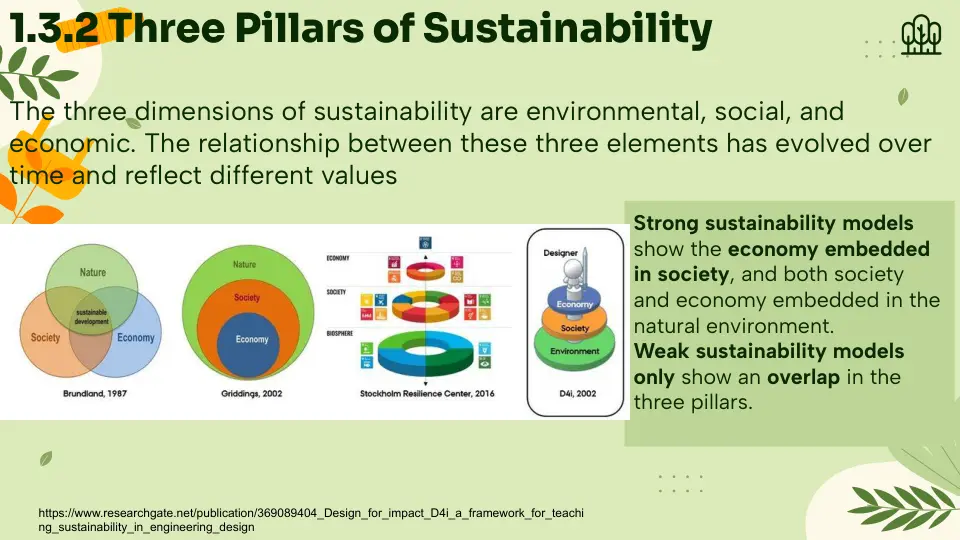 1.3.2 Three Pillars of Sustainability
The three dimensions of sustainability are environmental, social, and
economic. The relationship between these three elements has evolved over
time and reflect different values
Strong sustainability models
show the economy embedded
in society, and both society
and economy embedded in the
natural environment.
Weak sustainability models
only show an overlap in the
three pillars.
Nature
sustainable
development
Society
Economy
Brundland, 1987
Nature
Society
Economy
Griddings, 2002
ECONOMY
SOCIETY
BIOSPHERE
Stockholm Resilience Center, 2016
Designer
Economy
Society
Environment
D4i, 2002
https://www.researchgate.net/publication/369089404_Design_for_impact_D4i_a_framework_for_teachi
ng_sustainability_in_engineering_design